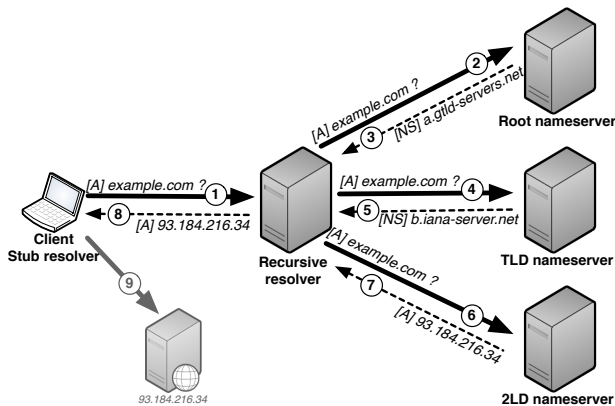 2
[A] example.com ?
3
[NS] a.gtld-servers.net
Root nameserver
[A] example.com ?
1
8
[A] 93.184.216.34
Client
Stub resolver
Recursive
resolver
[A] example.com ?
4
5
[NS] b.iana-server.net
TLD nameserver
[A] example.com ?
6
7
[A] 93.184.216.34
2LD nameserver
9
93.184.216.34